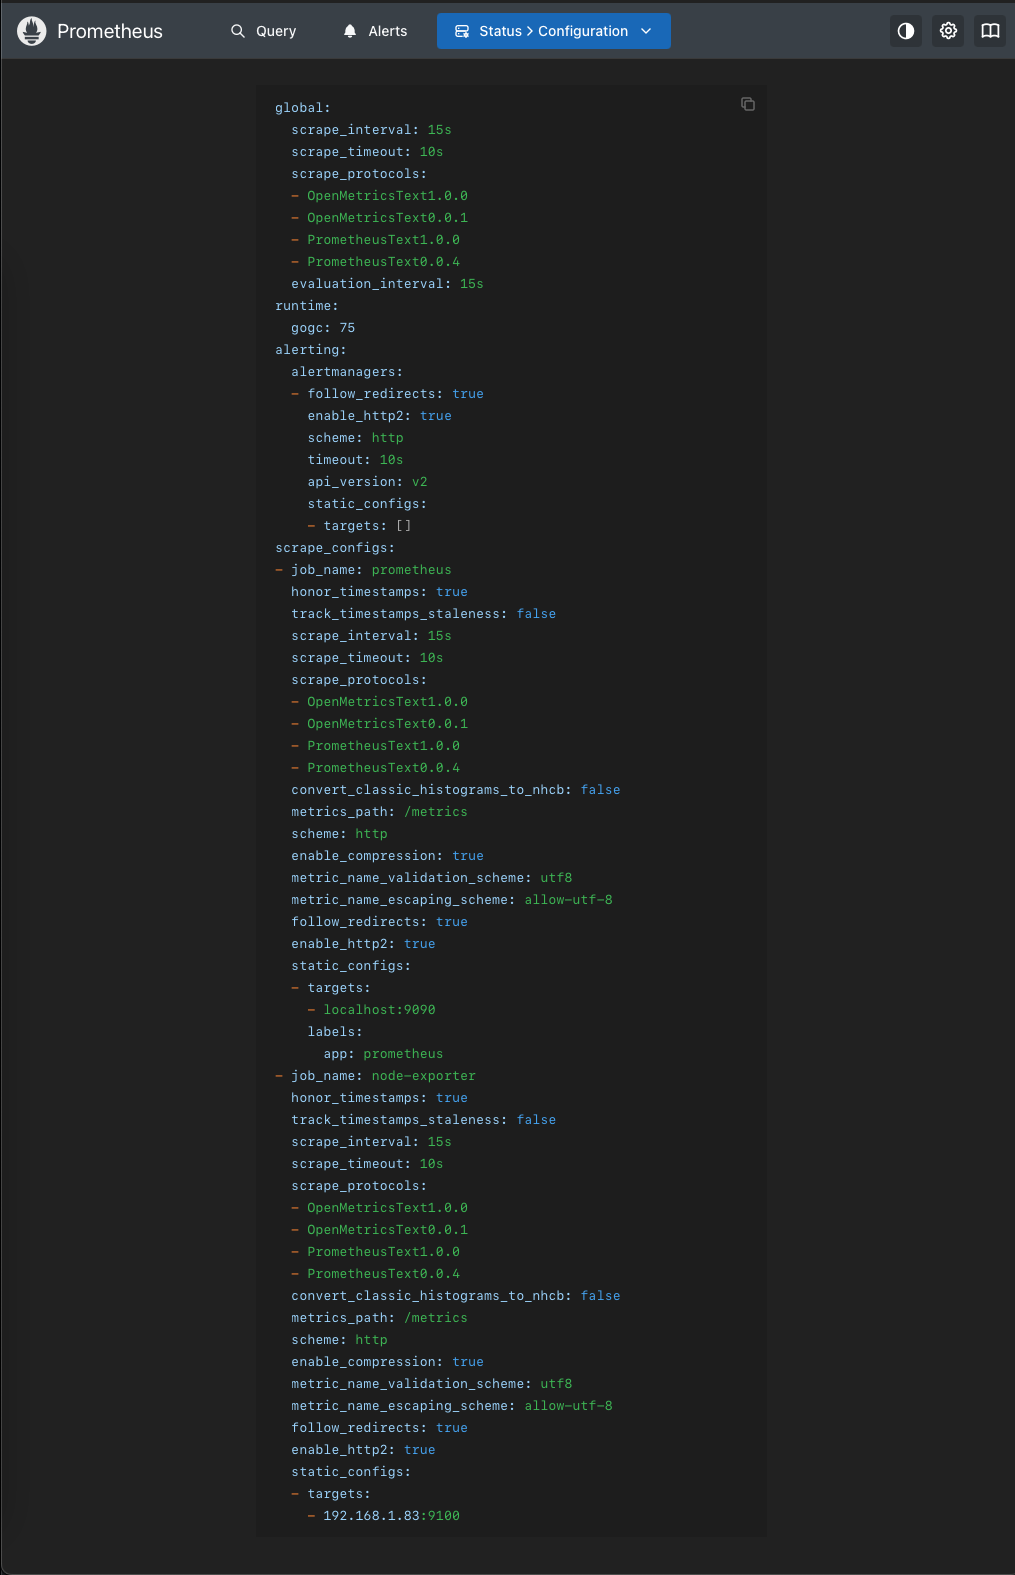 Prometheus Query Alerts Status > Configuration
global:
  scrape_interval: 15s
  scrape_timeout: 10s
  scrape_protocols:
  - OpenMetricsText1.0.0
  - OpenMetricsText0.0.1
  - PrometheusText1.0.0
  - PrometheusText0.0.4
  evaluation_interval: 15s
runtime:
  gogc: 75
alerting:
  alertmanagers:
  - follow_redirects: true
    enable_http2: true
    scheme: http
    timeout: 10s
    api_version: v2
    static_configs:
    - targets: []
scrape_configs:
- job_name: prometheus
  honor_timestamps: true
  track_timestamps_staleness: false
  scrape_interval: 15s
  scrape_timeout: 10s
  scrape_protocols:
  - OpenMetricsText1.0.0
  - OpenMetricsText0.0.1
  - PrometheusText1.0.0
  - PrometheusText0.0.4
  convert_classic_histograms_to_nhcb: false
  metrics_path: /metrics
  scheme: http
  enable_compression: true
  metric_name_validation_scheme: utf8
  metric_name_escaping_scheme: allow-utf-8
  follow_redirects: true
  enable_http2: true
  static_configs:
  - targets:
    - localhost:9090
    labels:
      app: prometheus
- job_name: node-exporter
  honor_timestamps: true
  track_timestamps_staleness: false
  scrape_interval: 15s
  scrape_timeout: 10s
  scrape_protocols:
  - OpenMetricsText1.0.0
  - OpenMetricsText0.0.1
  - PrometheusText1.0.0
  - PrometheusText0.0.4
  convert_classic_histograms_to_nhcb: false
  metrics_path: /metrics
  scheme: http
  enable_compression: true
  metric_name_validation_scheme: utf8
  metric_name_escaping_scheme: allow-utf-8
  follow_redirects: true
  enable_http2: true
  static_configs:
  - targets:
    - 192.168.1.83:9100